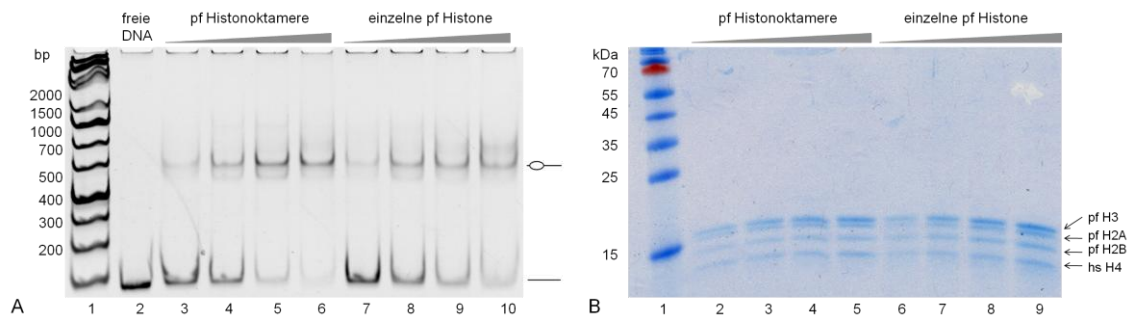 freie
DNA
pf Histonoktamere
einzelne pf Histone
bp
2000
1500
1000
700
500
400
300
200
A
1 2 3 4 5 6 7 8 9 10
pf Histonoktamere
einzelne pf Histone
kDa
70
55
45
35
25
15
pf H3
pf H2A
pf H2B
hs H4
B
1 2 3 4 5 6 7 8 9